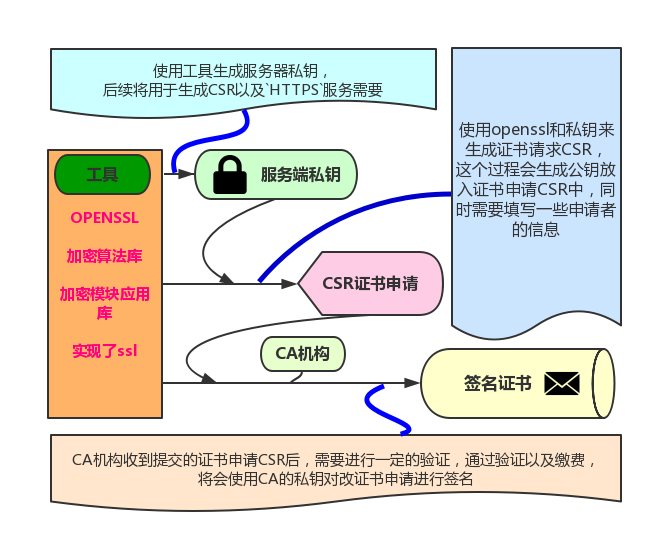 使用工具生成服务器私钥，
后续将用于生成CSR以及`HTTPS`服务需要
使用openssl和私钥来
生成证书请求CSR，
这个过程会生成公钥放
入证书申请CSR中，同
时需要填写一些申请者
的信息
工具
OPENSSL
加密算法库
加密模块应用
库
实现了ssl
服务端私钥
CSR证书申请
CA机构
签名证书
CA机构收到提交的证书申请CSR后，需要进行一定的验证，通过验证以及缴费，
将会使用CA的私钥对改证书申请进行签名